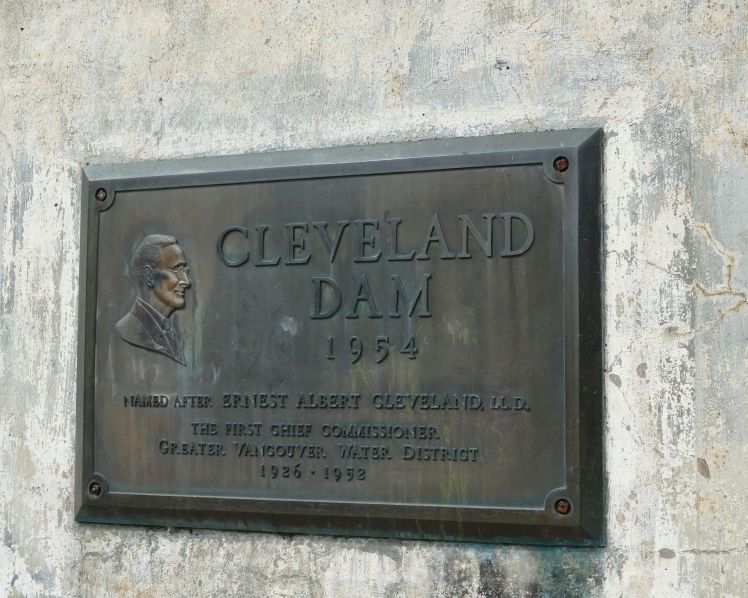 CLEVELAND
DAM
1954
NAMED AFTER ERNEST ALBERT CLEVELAND, LL.D.,
THE FIRST CHIEF COMMISSIONER
GREATER VANCOUVER WATER DISTRICT
1926 · 1952